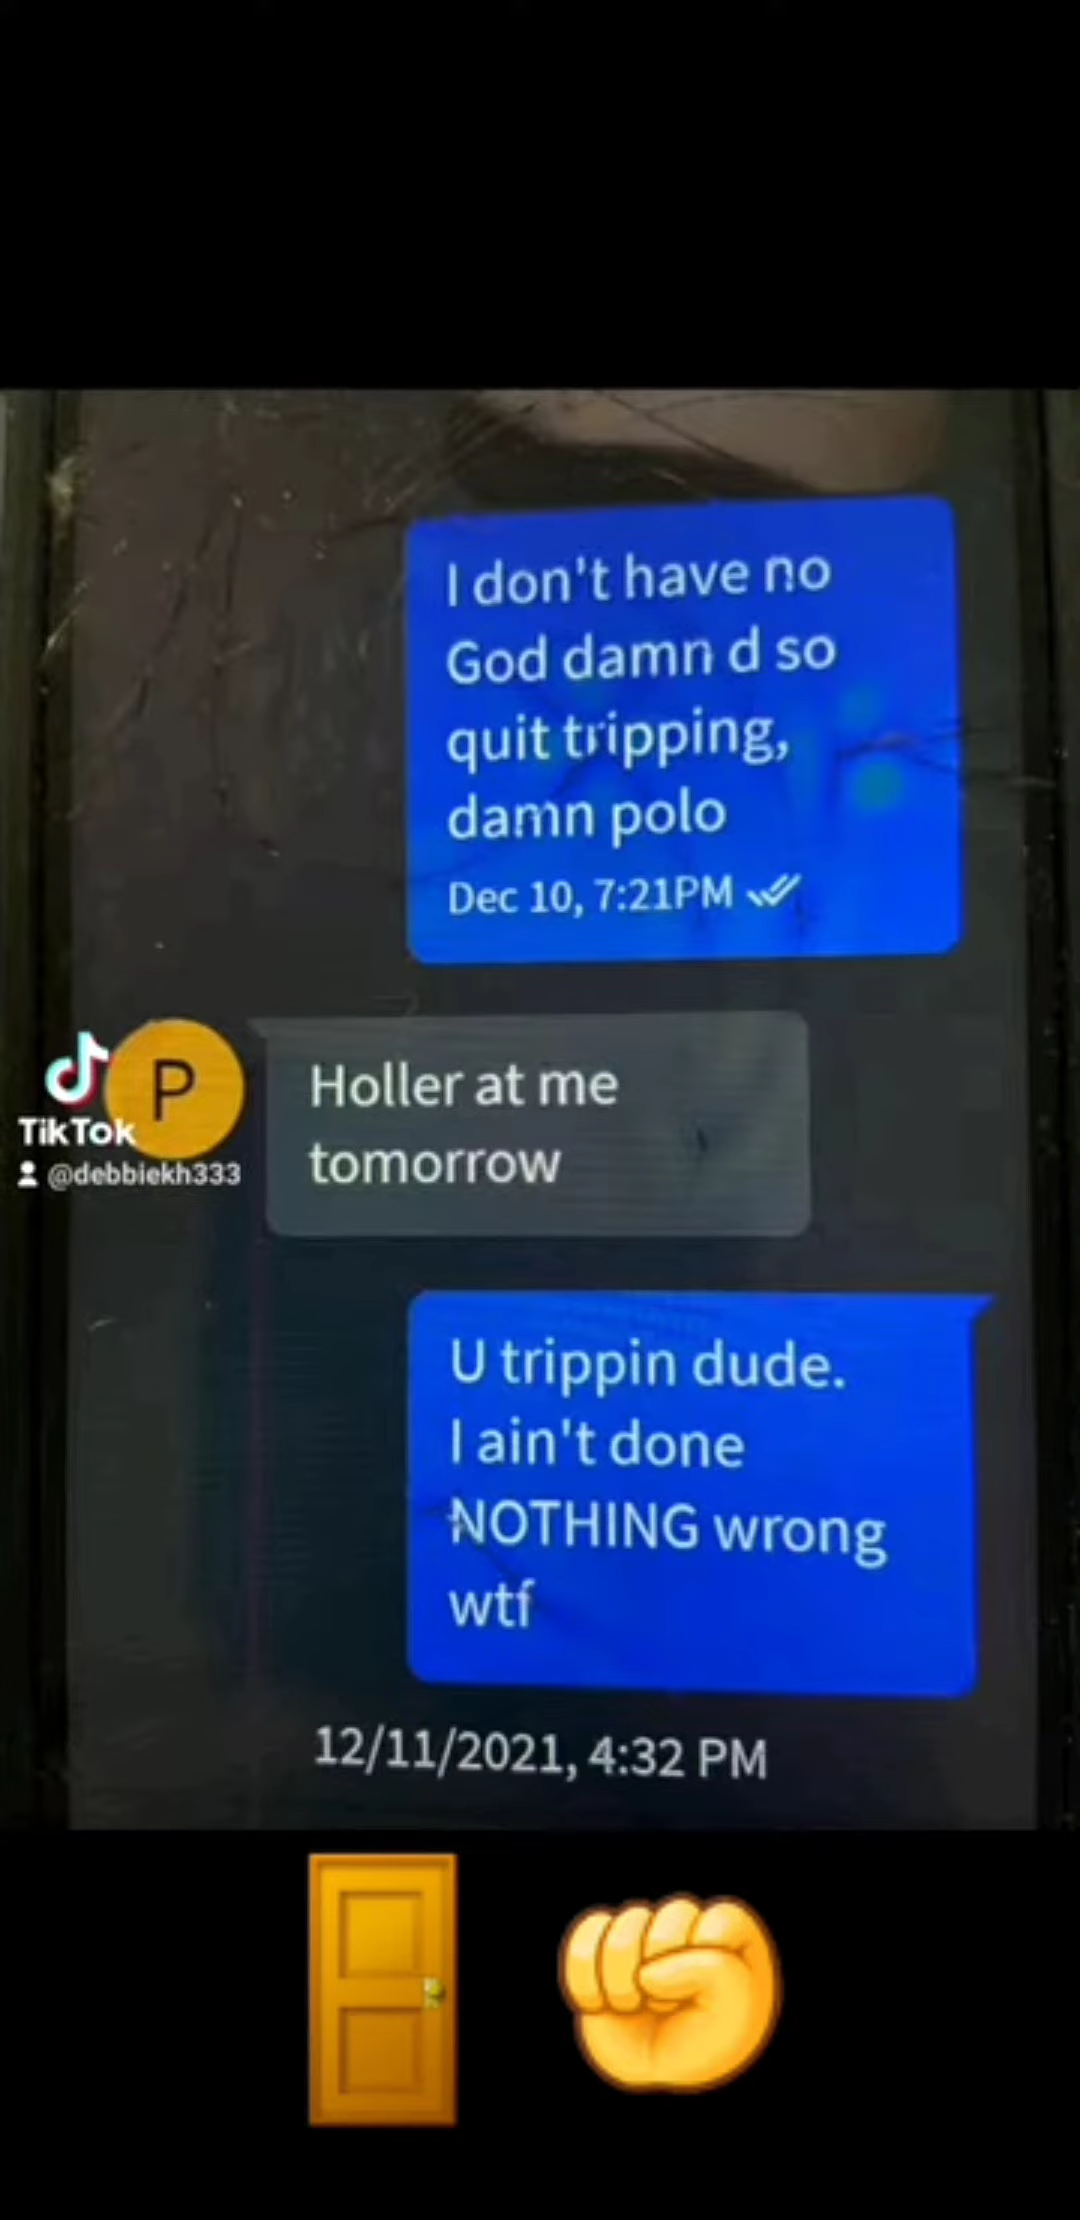 I don't have no
God damn d so
quit tripping,
damn polo
Dec 10, 7:21PM
P
Holler at me
tomorrow
TikTok
@debbiekh333
U trippin dude.
I ain't done
NOTHING wrong
wtf
12/11/2021, 4:32 PM